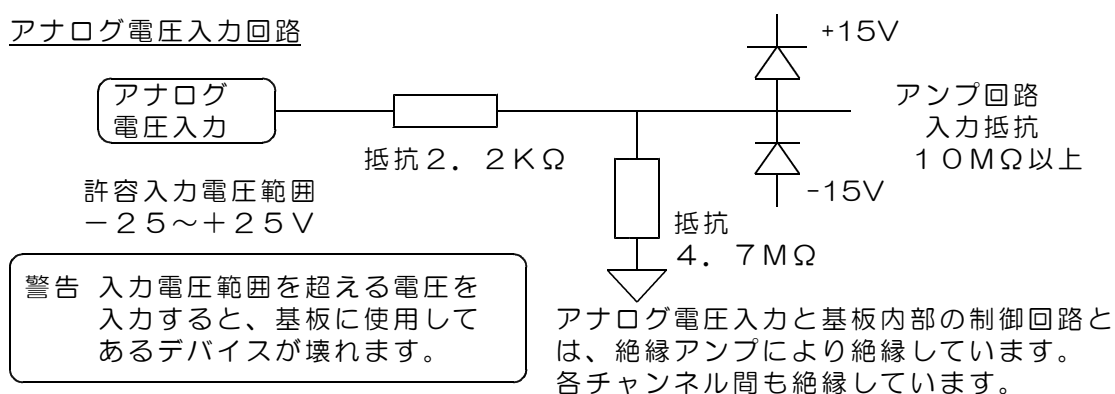 アナログ電圧入力回路
+15V
アナログ
電圧入力
アンプ回路
入力抵抗
10MΩ以上
抵抗2.2KΩ
許容入力電圧範囲
-25~+25V
-15V
抵抗
4.7MΩ
警告 入力電圧範囲を超える電圧を
入力すると、基板に使用して
あるデバイスが壊れます。
アナログ電圧入力と基板内部の制御回路と
は、絶縁アンプにより絶縁しています。
各チャンネル間も絶縁しています。